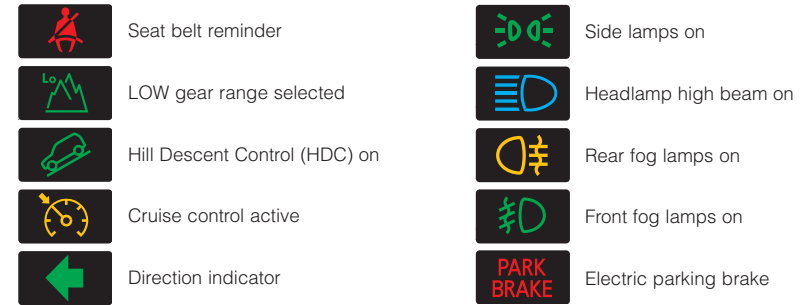 Seat belt reminder
Lo
LOW gear range selected
Hill Descent Control (HDC) on
Cruise control active
Direction indicator
Side lamps on
Headlamp high beam on
Rear fog lamps on
Front fog lamps on
PARK
BRAKE
Electric parking brake